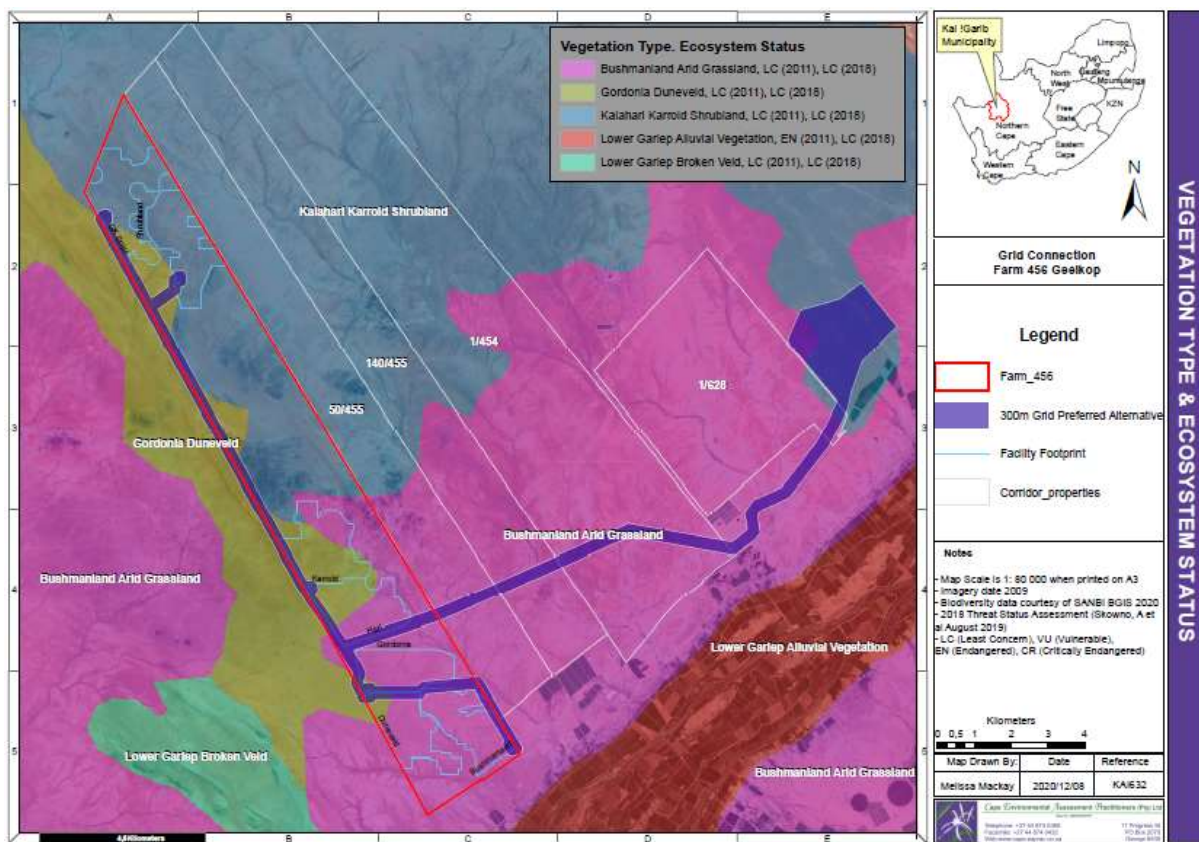 A
B
C
D
E
Vegetation Type. Ecosystem Status
Bushmanland Arid Grassland, LC (2011), LC (2018)
Gordonia Duneveld, LC (2011), LC (2018)
Kalahari Karroid Shrubland, LC (2011), LC (2018)
Lower Gariep Alluvial Vegetation, EN (2011), LC (2018)
Lower Gariep Broken Veld, LC (2011), LC (2018)
1
2
3
4
5
1
2
3
4
5
Kalahari Karroid Shrubland
Shrubland
1/454
140/455
1/628
50/455
Gordonia Duneveld
Bushmanland Arid Grassland
Bushmanland Arid Grassland
Karroid
Gordonia
Lower Gariep Alluvial Vegetation
Duneveld
Bushmanland
Lower Gariep Broken Veld
Bushmanland Arid Grassland
A
B
C
D
E
Kai !Garib
Municipality
Limpopo
North
West
Gauteng
Mpumalanga
Free
State
KZN
Northern
Cape
Eastern
Cape
Western
Cape
N
Grid Connection
Farm 456 Geelkop
Legend
Farm_456
300m Grid Preferred Alternative
Facility Footprint
Corridor_properties
Notes
- Map Scale is 1: 80 000 when printed on A3
- Imagery date 2009
- Biodiversity data courtesy of SANBI BGIS 2020
- 2018 Threat Status Assessment (Skowno, A et
al August 2019)
- LC (Least Concern), VU (Vulnerable),
EN (Endangered), CR (Critically Endangered)
Kilometers
0 0,5 1 2 3 4
Map Drawn By: Date Reference
Melissa Mackay 2020/12/08 KAI632
Cape Environmental Assessment Practitioners (Pty) Ltd
VEGETATION TYPE & ECOSYSTEM STATUS